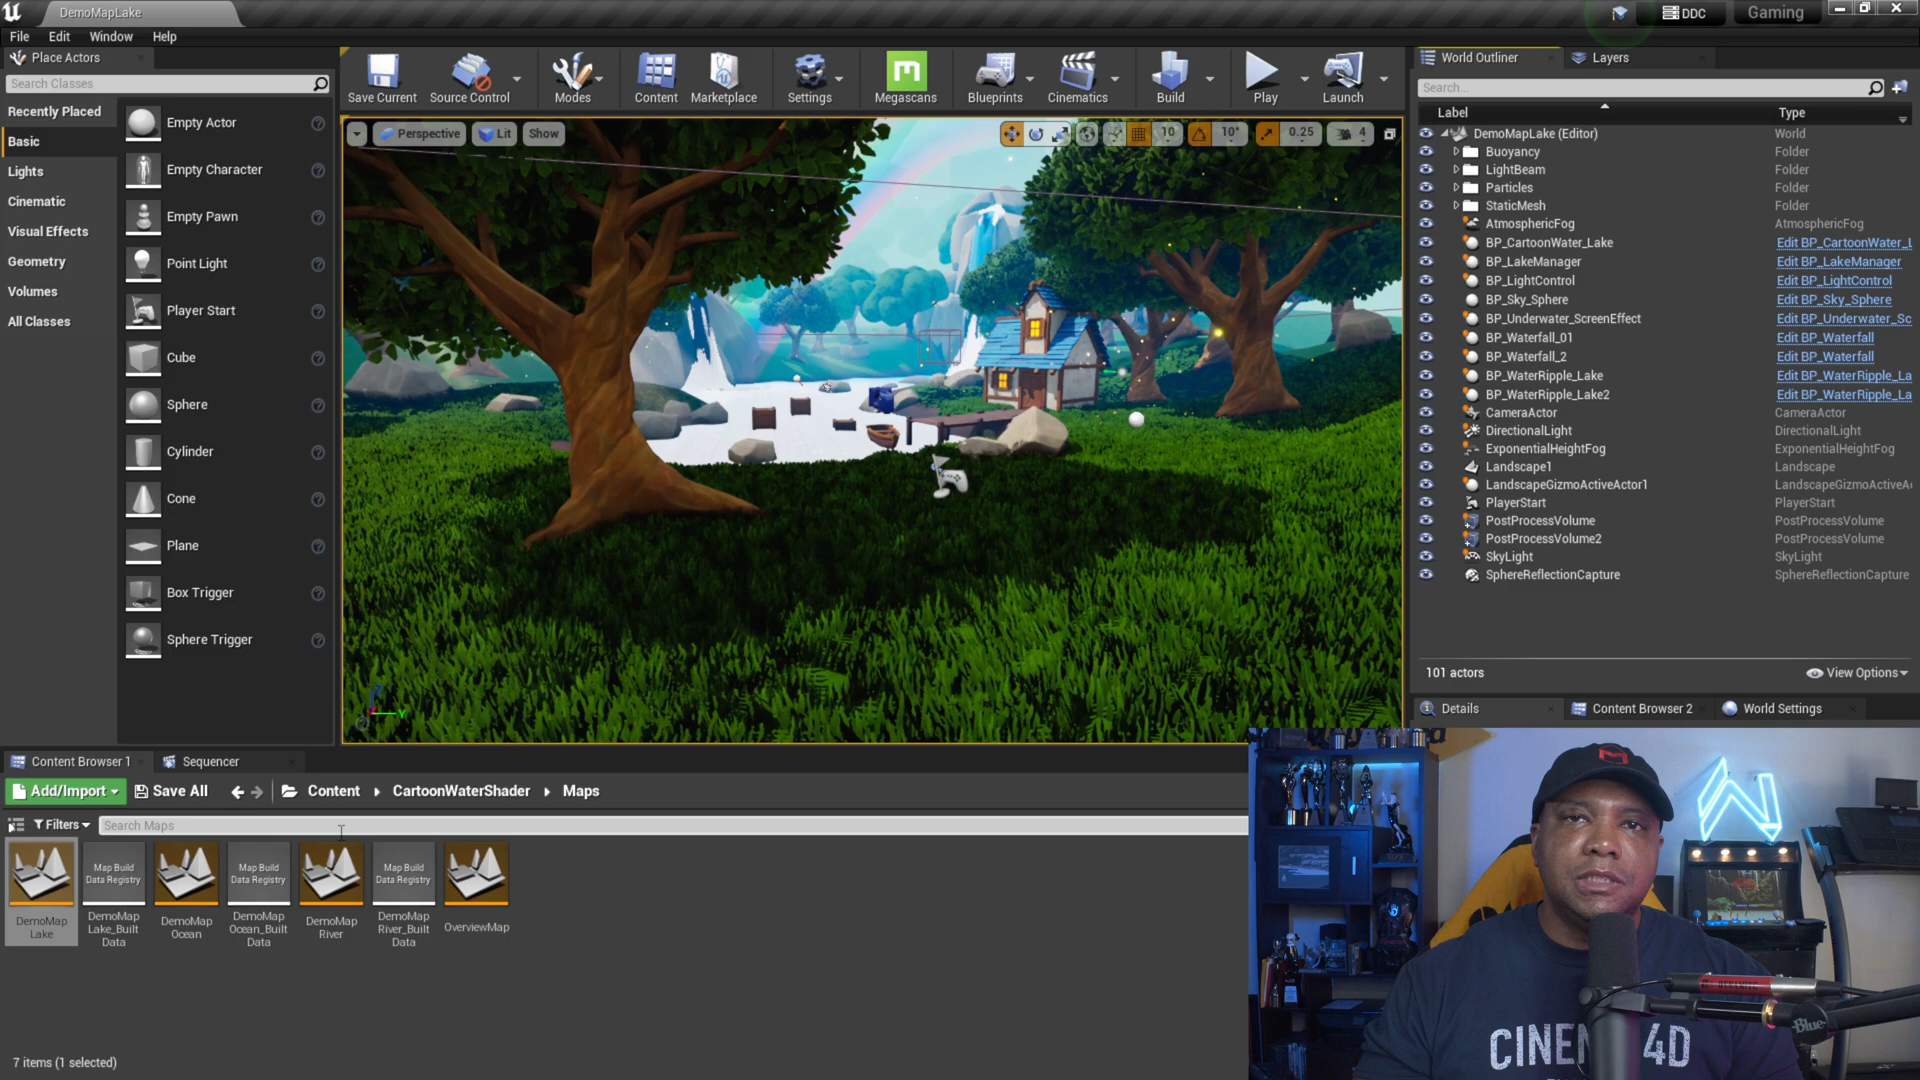 DemoMapLake
DDC
Gaming
File Edit Window Help
Place Actors
Search Classes
Recently Placed
Basic
Lights
Cinematic
Visual Effects
Geometry
Volumes
All Classes
Empty Actor
Empty Character
Empty Pawn
Point Light
Player Start
Cube
Sphere
Cylinder
Cone
Plane
Box Trigger
Sphere Trigger
Save Current Source Control Modes Content Marketplace Settings Megascans Blueprints Cinematics Build Play Launch
Perspective Lit Show 10 10° 0.25 4
World Outliner Layers
Search...
Label Type
DemoMapLake (Editor) World
Buoyancy Folder
LightBeam Folder
Particles Folder
StaticMesh Folder
AtmosphericFog AtmosphericFog
BP_CartoonWater_Lake Edit BP_CartoonWater_L
BP_LakeManager Edit BP_LakeManager
BP_LightControl Edit BP_LightControl
BP_Sky_Sphere Edit BP_Sky_Sphere
BP_Underwater_ScreenEffect Edit BP_Underwater_Sc
BP_Waterfall_01 Edit BP_Waterfall
BP_Waterfall_2 Edit BP_Waterfall
BP_WaterRipple_Lake Edit BP_WaterRipple_La
BP_WaterRipple_Lake2 Edit BP_WaterRipple_La
CameraActor CameraActor
DirectionalLight DirectionalLight
ExponentialHeightFog ExponentialHeightFog
Landscape1 Landscape
LandscapeGizmoActiveActor1 LandscapeGizmoActiveA
PlayerStart PlayerStart
PostProcessVolume PostProcessVolume
PostProcessVolume2 PostProcessVolume
SkyLight SkyLight
SphereReflectionCapture SphereReflectionCapture
101 actors View Options
Details Content Browser 2 World Settings
Content Browser 1 Sequencer
Add/Import Save All Content CartoonWaterShader Maps
Filters Search Maps
Map Build
Data Registry
Map Build
Data Registry
Map Build
Data Registry
DemoMap
Lake
DemoMap
Lake_Built
Data
DemoMap
Ocean
DemoMap
Ocean_Built
Data
DemoMap
River
DemoMap
River_Built
Data
OverviewMap
7 items (1 selected)
Blue